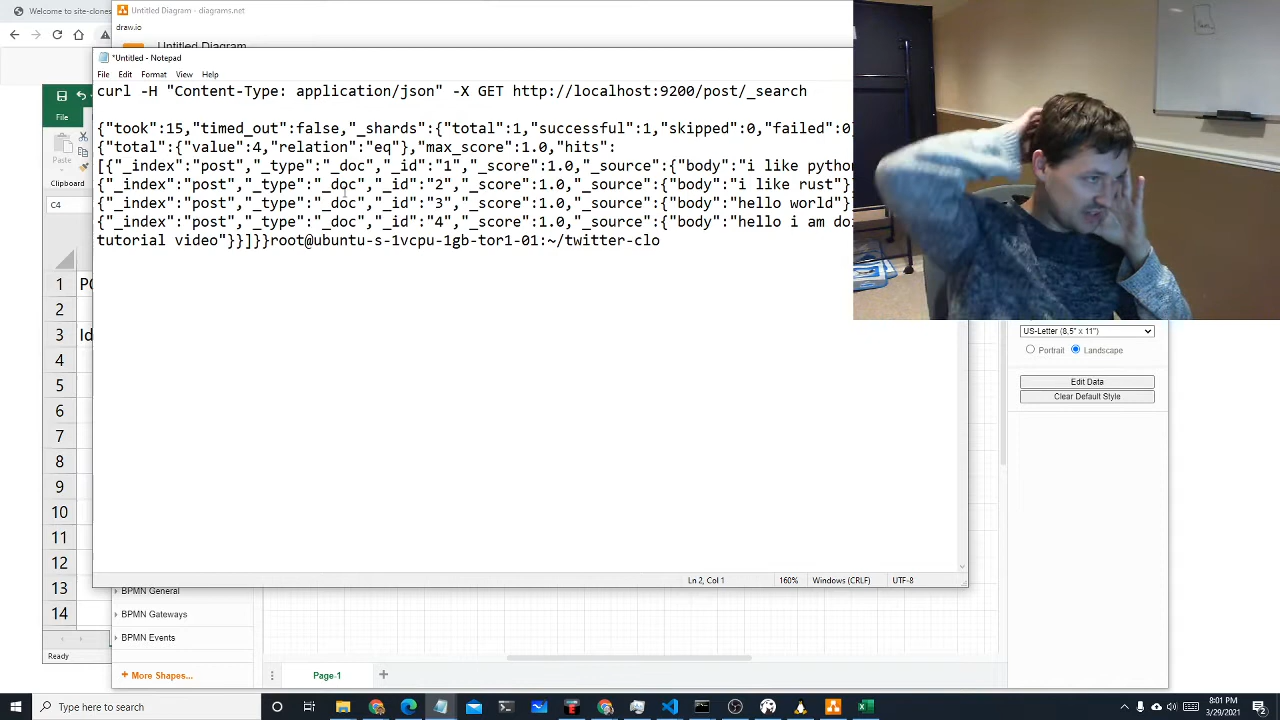 Welcome to site-clones
Untitled Diagram - diagrams.net
draw.io
Untitled Diagram
*Untitled - Notepad
File Edit Format View Help
curl -H "Content-Type: application/json" -X GET http://localhost:9200/post/_search
{"took":15,"timed_out":false,"_shards":{"total":1,"successful":1,"skipped":0,"failed":0}
{"total":{"value":4,"relation":"eq"},"max_score":1.0,"hits":
[{"_index":"post","_type":"_doc","_id":"1","_score":1.0,"_source":{"body":"i like python
{"_index":"post","_type":"_doc","_id":"2","_score":1.0,"_source":{"body":"i like rust"}}
{"_index":"post","_type":"_doc","_id":"3","_score":1.0,"_source":{"body":"hello world"}}
{"_index":"post","_type":"_doc","_id":"4","_score":1.0,"_source":{"body":"hello i am do
tutorial video"}}]}}root@ubuntu-s-1vcpu-1gb-tor1-01:~/twitter-clo
File
Paste
Clipboard
C4
1
2
3 Id
4
5
6
7
8
9
10
11
12
13
14
Ready
Ln 2, Col 1 160% Windows (CRLF) UTF-8
US-Letter (8,5" x 11")
Portrait Landscape
Edit Data
Clear Default Style
BPMN General
BPMN Gateways
BPMN Events
+ More Shapes...
Page-1
Type here to search
8:01 PM
3/29/2021